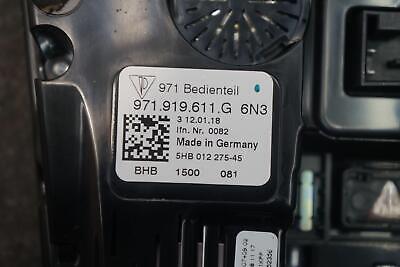 971 Bedienteil
971.919.611.G 6N3
3 12.01.18
lfn. Nr. 0082
Made in Germany
5HB 012 275-45
BHB 1500 081